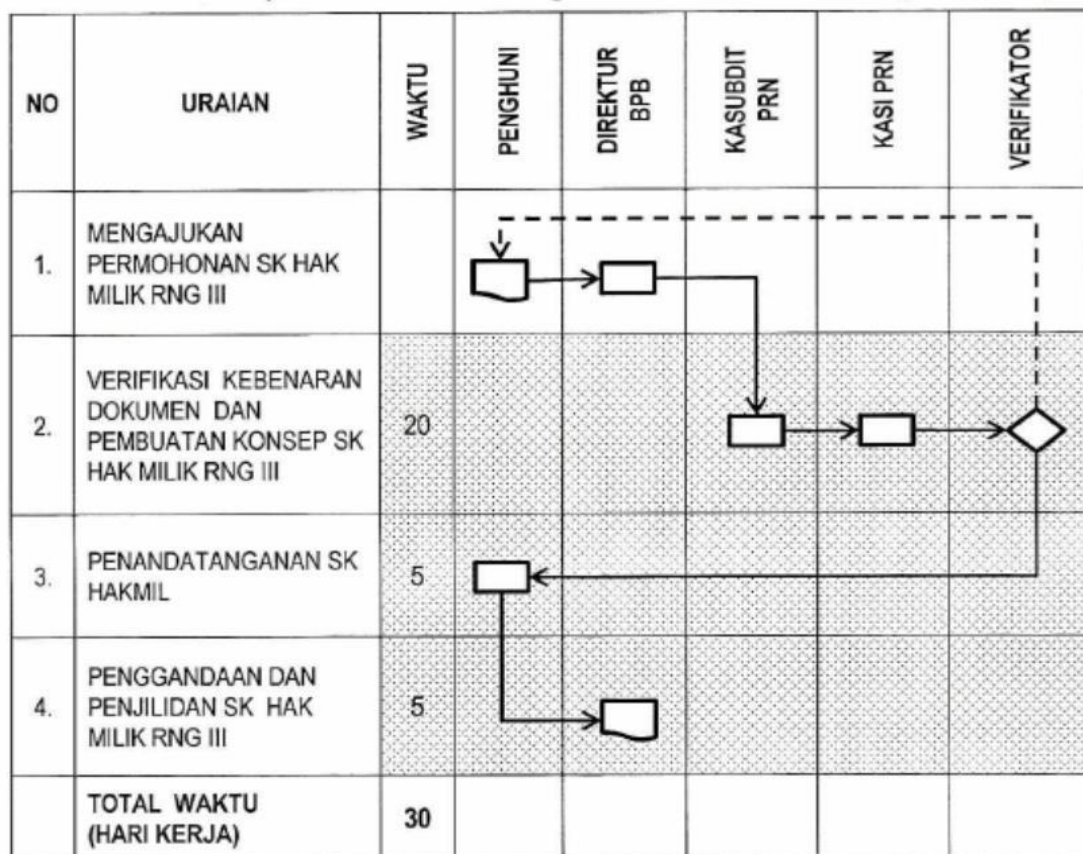 NO
URAIAN
WAKTU
PENGHUNI
DIREKTUR
BPB
KASUBDIT
PRN
KASI PRN
VERIFIKATOR
1.
MENGAJUKAN
PERMOHONAN SK HAK
MILIK RNG III
2.
VERIFIKASI KEBENARAN
DOKUMEN DAN
PEMBUATAN KONSEP SK
HAK MILIK RNG III
20
3.
PENANDATANGANAN SK
HAKMIL
5
4.
PENGGANDAAN DAN
PENJILIDAN SK HAK
MILIK RNG III
5
TOTAL WAKTU
(HARI KERJA)
30